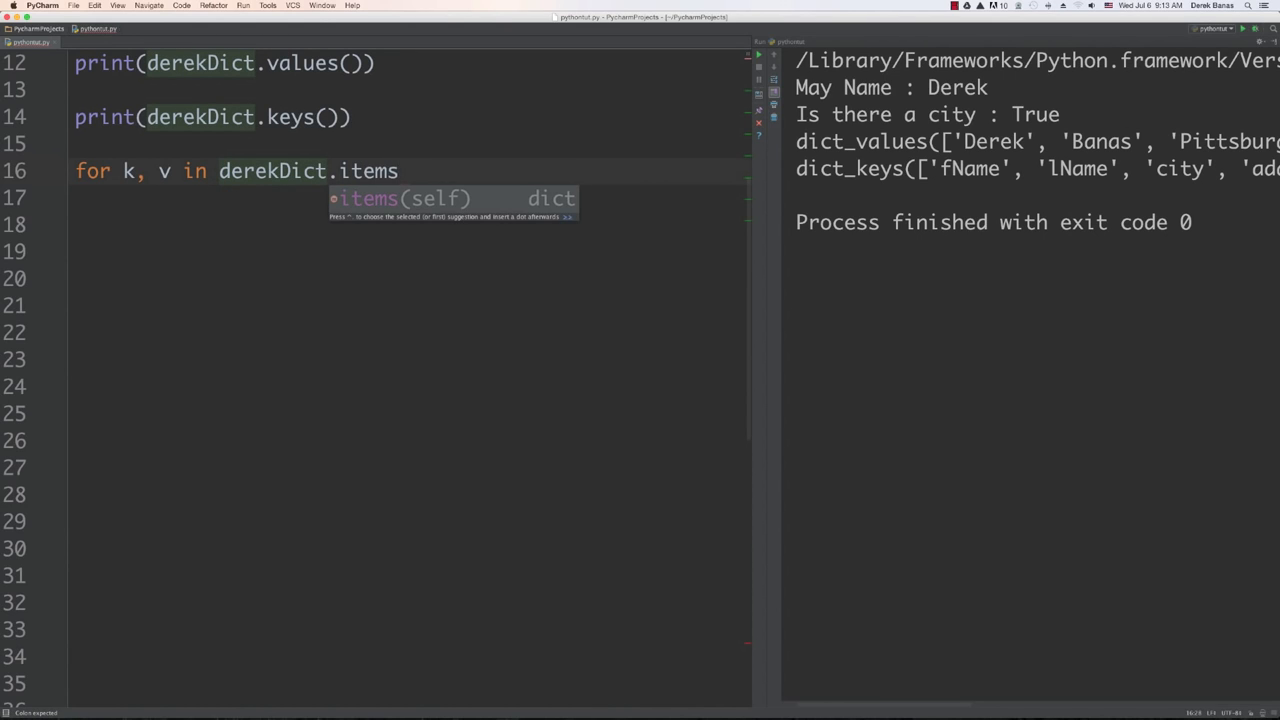 PyCharm File Edit View Navigate Code Refactor Run Tools VCS Window Help 10 Wed Jul 6 9:13 AM Derek Banas
pythontut.py - PycharmProjects - [~/PycharmProjects]
PycharmProjects pythontut.py pythontut
pythontut.py Run pythontut
12 print(derekDict.values())
13
14 print(derekDict.keys())
15
16 for k, v in derekDict.items
items(self) dict
Press ^. to choose the selected (or first) suggestion and insert a dot afterwards >>
17
18
19
20
21
22
23
24
25
26
27
28
29
30
31
32
33
34
35
/Library/Frameworks/Python.framework/Vers
May Name : Derek
Is there a city : True
dict_values(['Derek', 'Banas', 'Pittsburg
dict_keys(['fName', 'lName', 'city', 'add
Process finished with exit code 0
Colon expected 16:28 LF÷ UTF-8÷